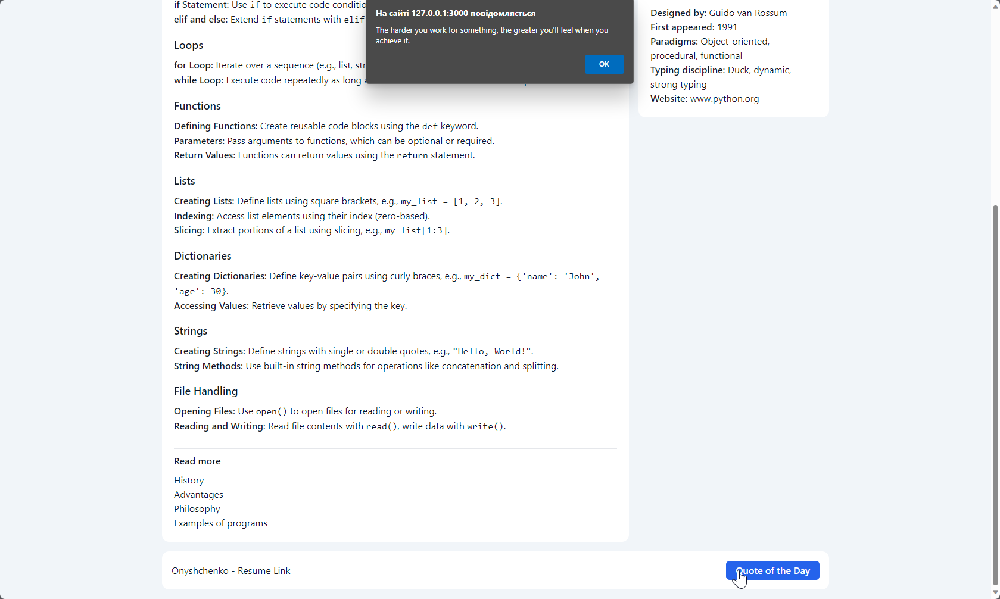 if Statement: Use if to execute code conditio
elif and else: Extend if statements with elif
Loops
for Loop: Iterate over a sequence (e.g., list, str
while Loop: Execute code repeatedly as long
Functions
Defining Functions: Create reusable code blocks using the def keyword.
Parameters: Pass arguments to functions, which can be optional or required.
Return Values: Functions can return values using the return statement.
Lists
Creating Lists: Define lists using square brackets, e.g., my_list = [1, 2, 3].
Indexing: Access list elements using their index (zero-based).
Slicing: Extract portions of a list using slicing, e.g., my_list[1:3].
Dictionaries
Creating Dictionaries: Define key-value pairs using curly braces, e.g., my_dict = {'name': 'John',
'age': 30}.
Accessing Values: Retrieve values by specifying the key.
Strings
Creating Strings: Define strings with single or double quotes, e.g., "Hello, World!".
String Methods: Use built-in string methods for operations like concatenation and splitting.
File Handling
Opening Files: Use open() to open files for reading or writing.
Reading and Writing: Read file contents with read(), write data with write().
Read more
History
Advantages
Philosophy
Examples of programs
На сайті 127.0.0.1:3000 повідомляється
The harder you work for something, the greater you'll feel when you
achieve it.
OK
Designed by: Guido van Rossum
First appeared: 1991
Paradigms: Object-oriented,
procedural, functional
Typing discipline: Duck, dynamic,
strong typing
Website: www.python.org
Onyshchenko - Resume Link
Quote of the Day